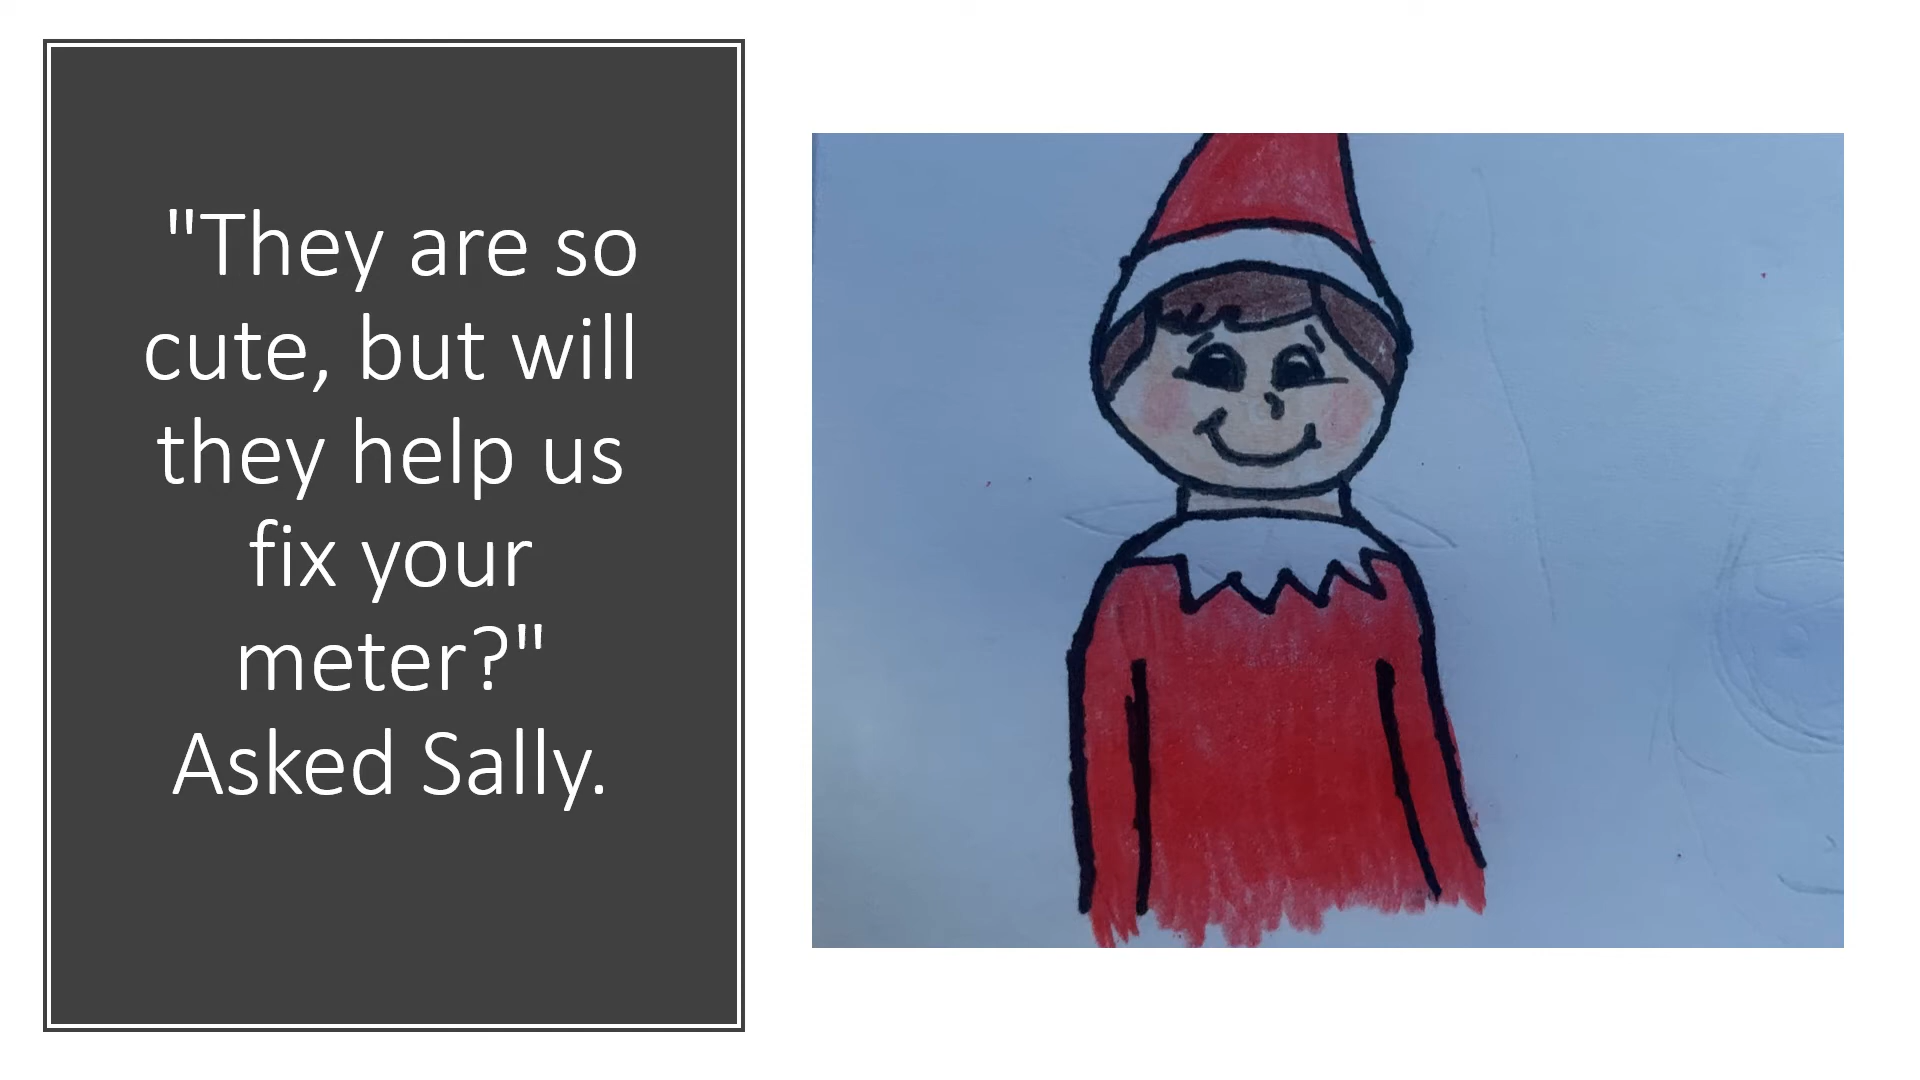 "They are so
cute, but will
they help us
fix your
meter?"
Asked Sally.